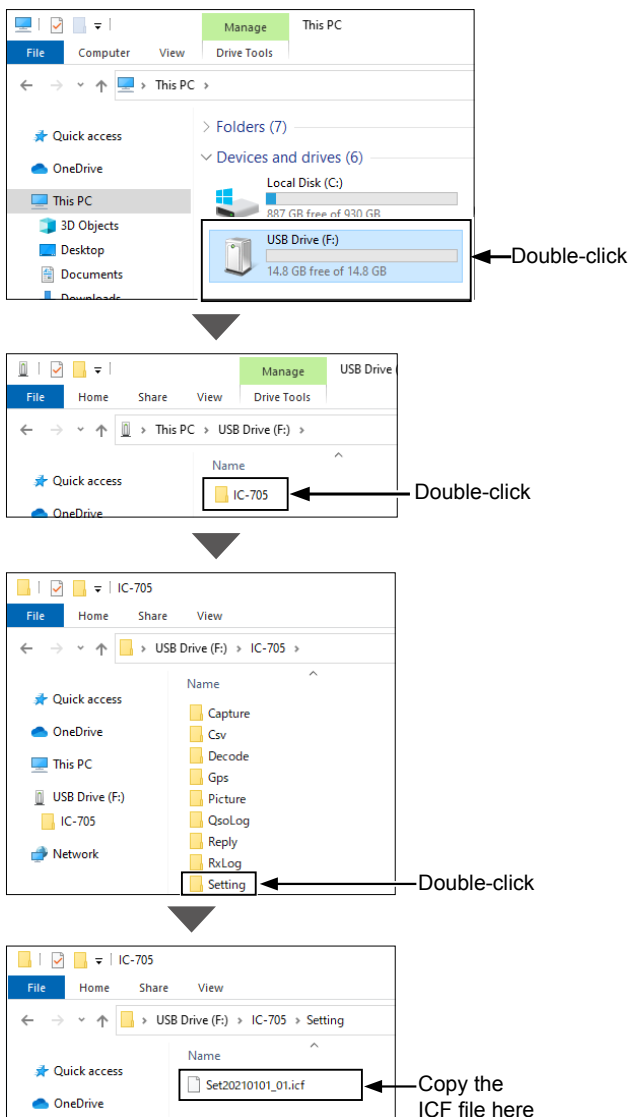 Manage This PC
File Computer View Drive Tools
This PC
Quick access
OneDrive
This PC
3D Objects
Desktop
Documents
Downloads
Folders (7)
Devices and drives (6)
Local Disk (C:)
887 GB free of 930 GB
USB Drive (F:)
14.8 GB free of 14.8 GB
Double-click
Manage USB Drive (
File Home Share View Drive Tools
This PC USB Drive (F:)
Quick access
OneDrive
Name
IC-705
Double-click
IC-705
File Home Share View
USB Drive (F:) IC-705
Quick access
OneDrive
This PC
USB Drive (F:)
IC-705
Network
Name
Capture
Csv
Decode
Gps
Picture
QsoLog
Reply
RxLog
Setting
Double-click
IC-705
File Home Share View
USB Drive (F:) IC-705 Setting
Quick access
OneDrive
Name
Set20210101_01.icf
Copy the
ICF file here